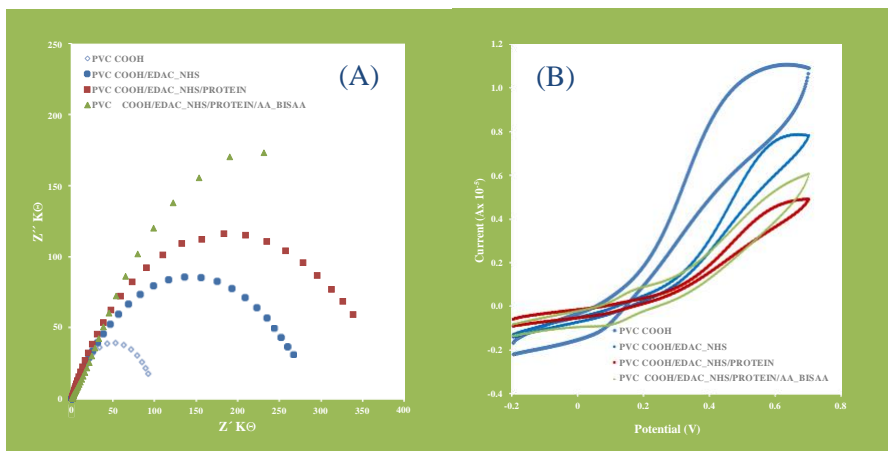 (A)
PVC COOH
PVC COOH/EDAC_NHS
PVC COOH/EDAC_NHS/PROTEIN
PVC COOH/EDAC_NHS/PROTEIN/AA_BISAA
250
200
150
100
50
0
Z´´ KΘ
0 50 100 150 200 250 300 350 400
Z´ KΘ
(B)
1.2
1.0
0.8
0.6
0.4
0.2
0.0
-0.2
-0.4
Current (Ax 10⁻⁵)
PVC COOH
PVC COOH/EDAC_NHS
PVC COOH/EDAC_NHS/PROTEIN
PVC COOH/EDAC_NHS/PROTEIN/AA_BISAA
-0.2 0 0.2 0.4 0.6 0.8
Potential (V)